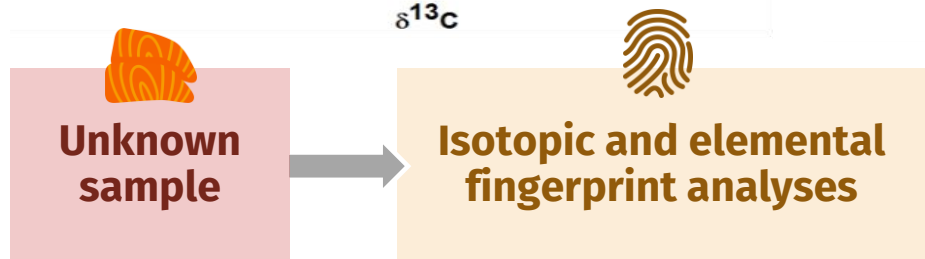 δ¹³C
Unknown
sample
Isotopic and elemental
fingerprint analyses